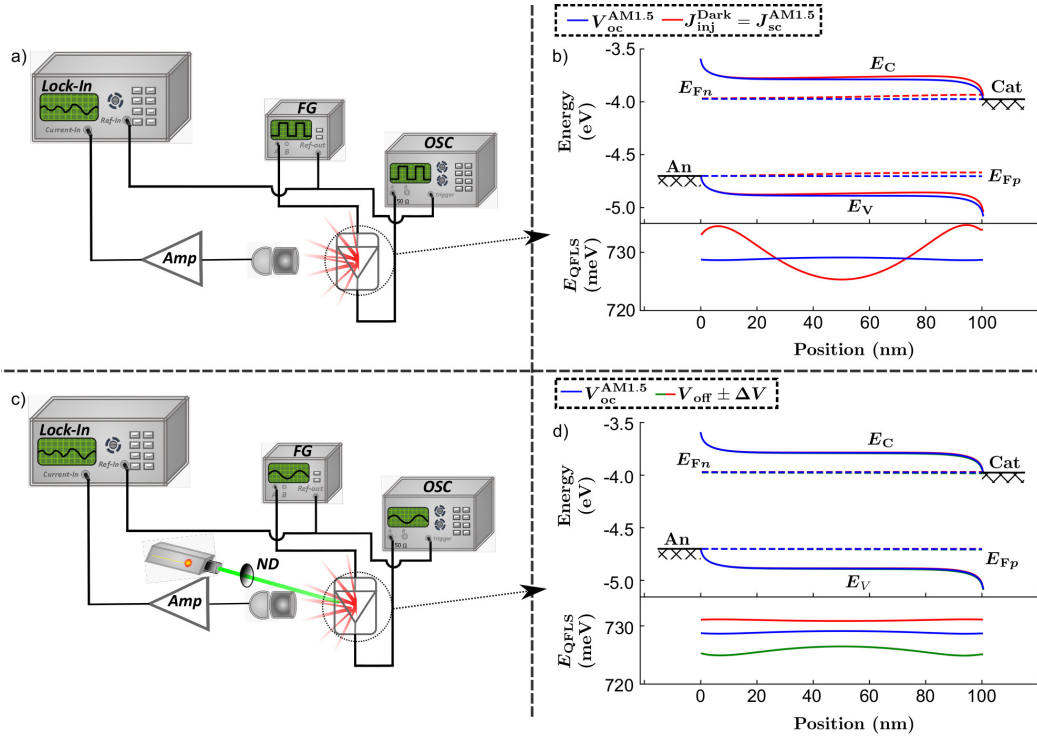 a)
Lock-In
Current-In
Ref-In
FG
A
B
Ref-out
OSC
50 Ω
trigger
Amp
V_oc^AM1.5 J_inj^Dark = J_sc^AM1.5
b)
-3.5
-4.0
-4.5
-5.0
Energy
(eV)
E_C
E_Fn
Cat
An
E_Fp
E_V
730
720
E_QFLS
(meV)
0 20 40 60 80 100
Position (nm)
c)
Lock-In
Current-In
Ref-In
FG
A
B
Ref-out
OSC
50 Ω
trigger
ND
Amp
V_oc^AM1.5 V_off ± ΔV
d)
-3.5
-4.0
-4.5
-5.0
Energy
(eV)
E_C
E_Fn
Cat
An
E_Fp
E_V
730
720
E_QFLS
(meV)
0 20 40 60 80 100
Position (nm)